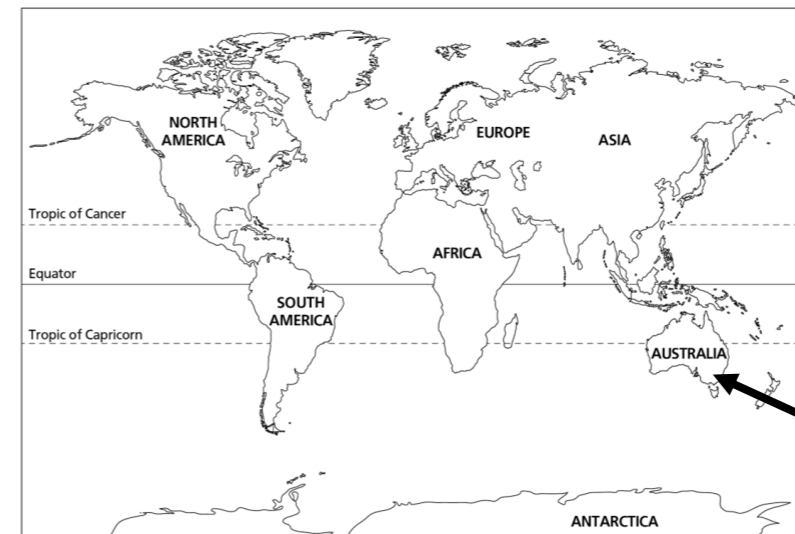 NORTH
AMERICA
EUROPE
ASIA
Tropic of Cancer
AFRICA
Equator
SOUTH
AMERICA
Tropic of Capricorn
AUSTRALIA
ANTARCTICA